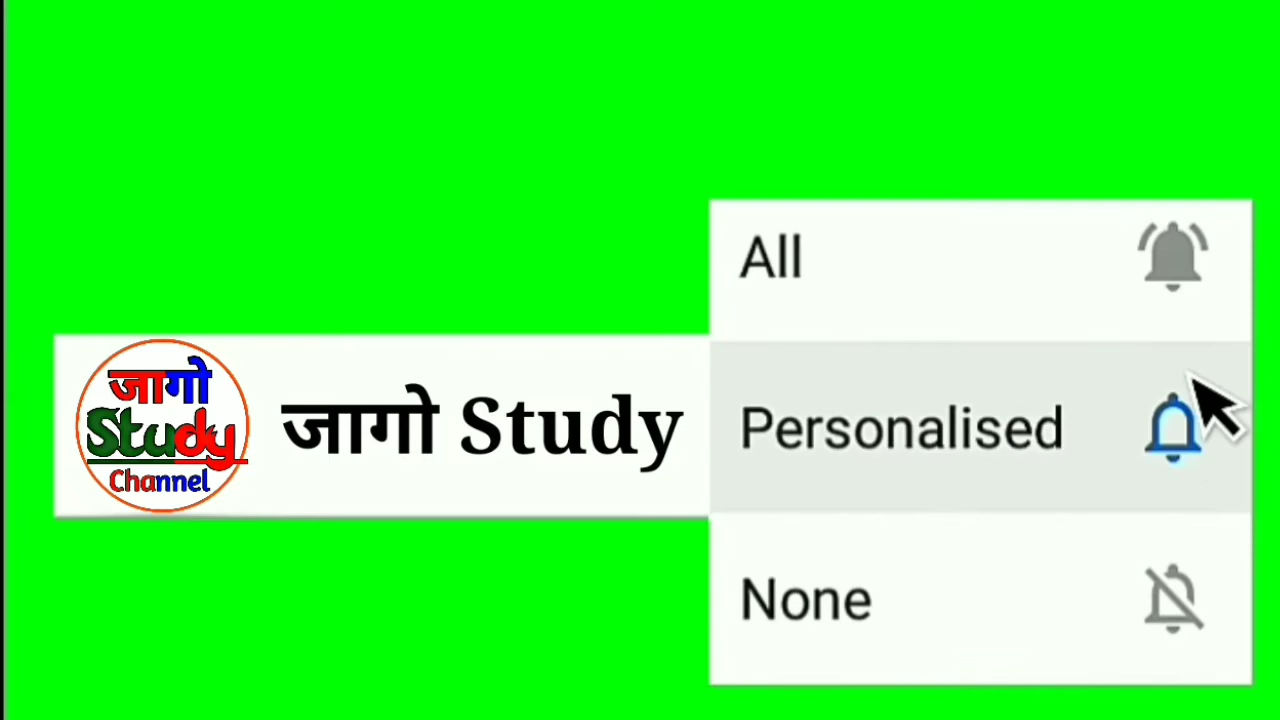 जागो
Study
Channel
जागो Study
All
Personalised
None